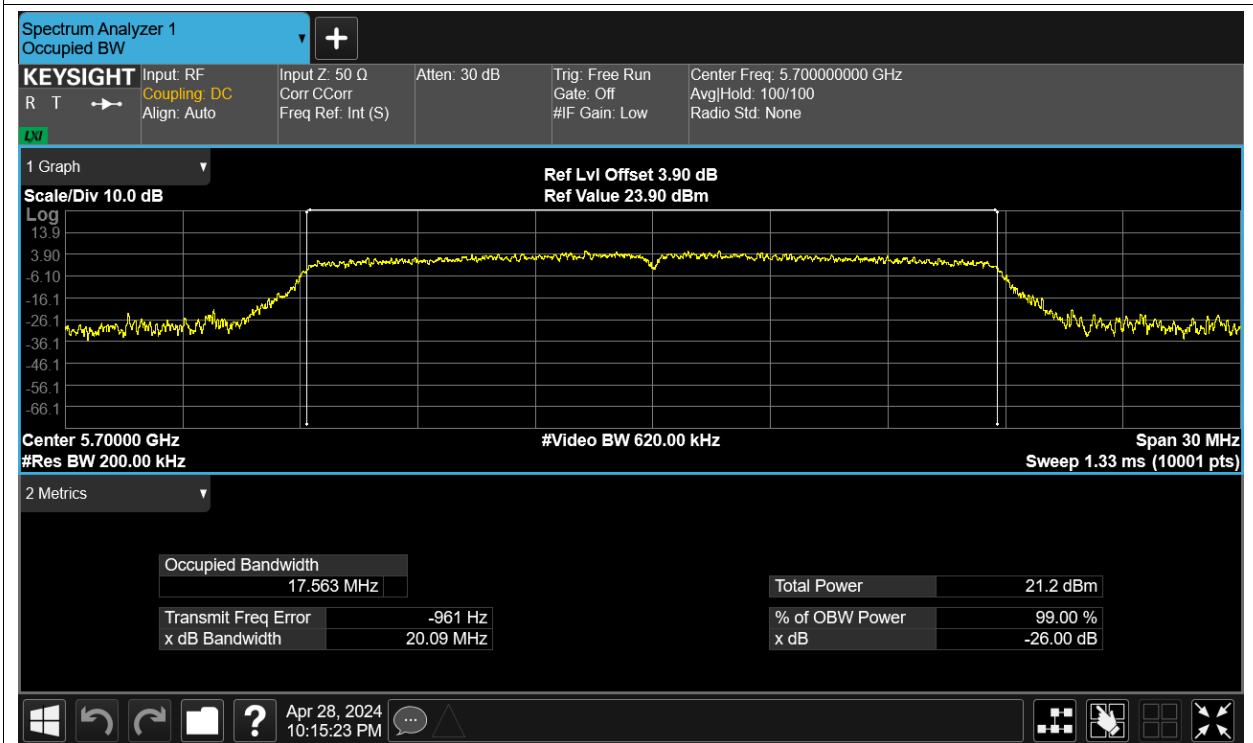 Spectrum Analyzer 1
Occupied BW
KEYSIGHT
R T
LXI
Input: RF
Coupling: DC
Align: Auto
Input Z: 50 Ω
Corr CCorr
Freq Ref: Int (S)
Atten: 30 dB
Trig: Free Run
Gate: Off
#IF Gain: Low
Center Freq: 5.700000000 GHz
Avg|Hold: 100/100
Radio Std: None
1 Graph
Scale/Div 10.0 dB
Ref Lvl Offset 3.90 dB
Ref Value 23.90 dBm
Log
13.9
3.90
-6.10
-16.1
-26.1
-36.1
-46.1
-56.1
-66.1
Center 5.70000 GHz
#Res BW 200.00 kHz
#Video BW 620.00 kHz
Span 30 MHz
Sweep 1.33 ms (10001 pts)
2 Metrics
Occupied Bandwidth
17.563 MHz
Total Power 21.2 dBm
Transmit Freq Error -961 Hz
% of OBW Power 99.00 %
x dB Bandwidth 20.09 MHz
x dB -26.00 dB
?
Apr 28, 2024
10:15:23 PM